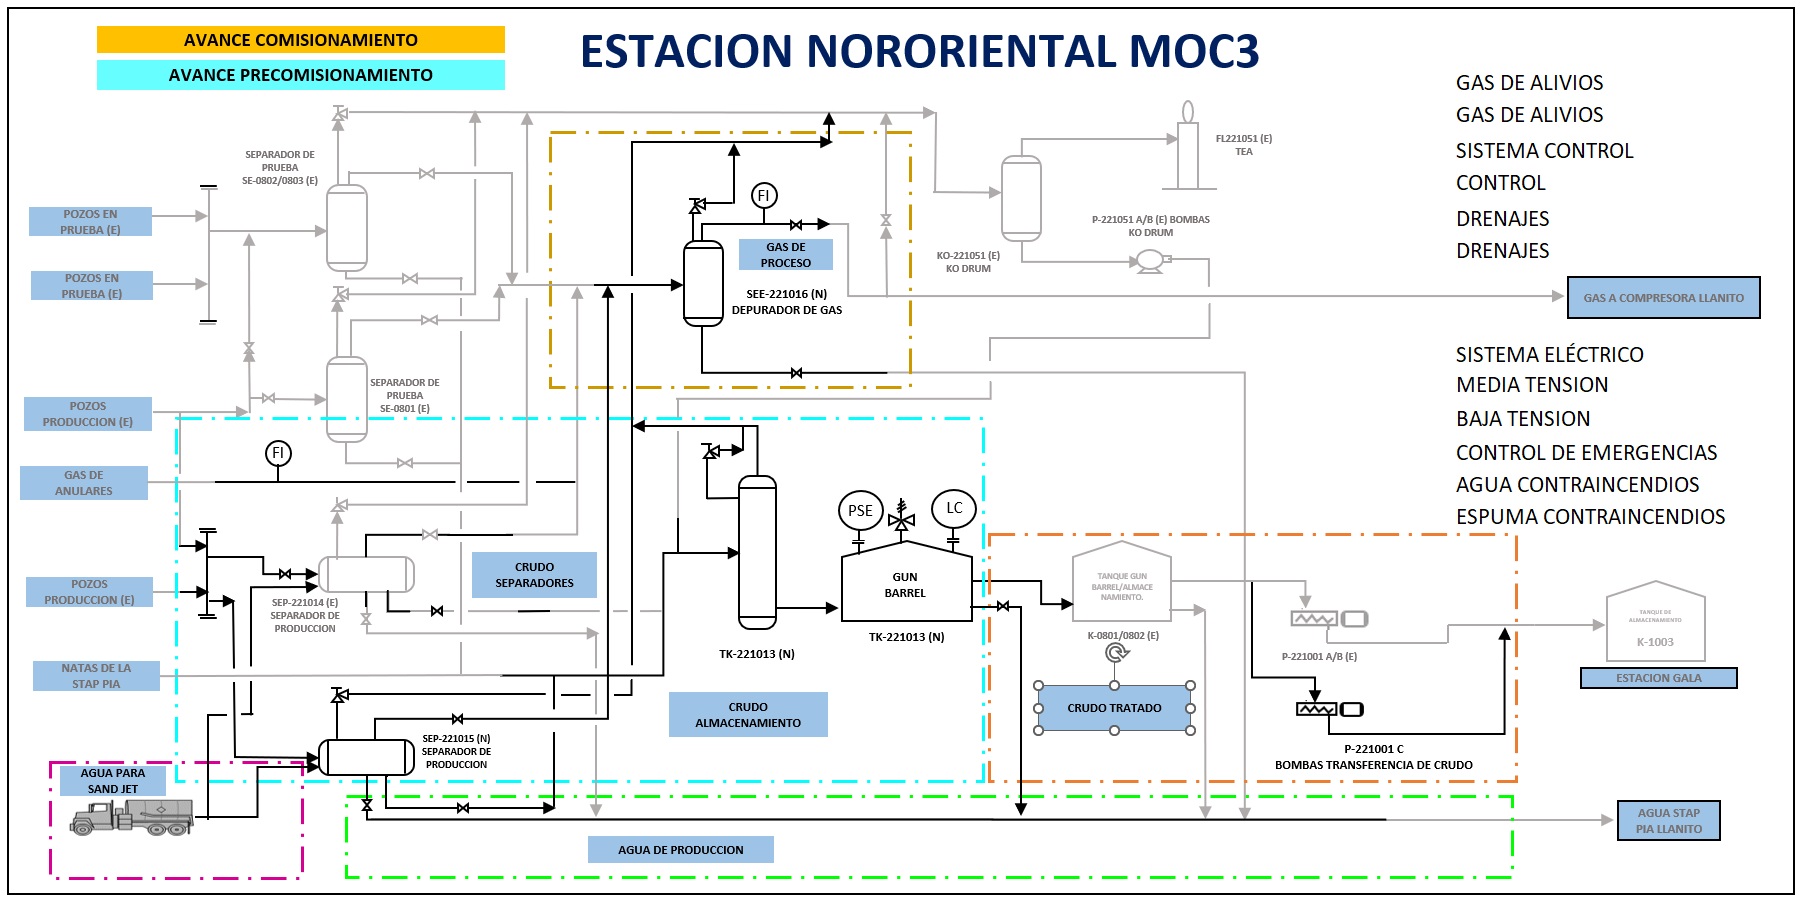 AVANCE COMISIONAMIENTO
AVANCE PRECOMISIONAMIENTO
ESTACION NORORIENTAL MOC3
GAS DE ALIVIOS
GAS DE ALIVIOS
SISTEMA CONTROL
CONTROL
DRENAJES
DRENAJES
SEPARADOR DE
PRUEBA
SE-0802/0803 (E)
FL221051 (E)
TEA
POZOS EN
PRUEBA (E)
POZOS EN
PRUEBA (E)
FI
GAS DE
PROCESO
SEE-221016 (N)
DEPURADOR DE GAS
P-221051 A/B (E) BOMBAS
KO DRUM
KO-221051 (E)
KO DRUM
GAS A COMPRESORA LLANITO
SISTEMA ELÉCTRICO
MEDIA TENSION
BAJA TENSION
CONTROL DE EMERGENCIAS
AGUA CONTRAINCENDIOS
ESPUMA CONTRAINCENDIOS
SEPARADOR DE
PRUEBA
SE-0801 (E)
POZOS
PRODUCCION (E)
FI
GAS DE
ANULARES
PSE
LC
CRUDO
SEPARADORES
GUN
BARREL
TANQUE GUN
BARREL/ALMACE
NAMIENTO.
POZOS
PRODUCCION (E)
SEP-221014 (E)
SEPARADOR DE
PRODUCCION
TK-221013 (N)
TK-221013 (N)
K-0801/0802 (E)
P-221001 A/B (E)
TANQUE DE
ALMACENAMIENTO
K-1003
ESTACION GALA
NATAS DE LA
STAP PIA
CRUDO
ALMACENAMIENTO
CRUDO TRATADO
SEP-221015 (N)
SEPARADOR DE
PRODUCCION
P-221001 C
BOMBAS TRANSFERENCIA DE CRUDO
AGUA PARA
SAND JET
AGUA STAP
PIA LLANITO
AGUA DE PRODUCCION